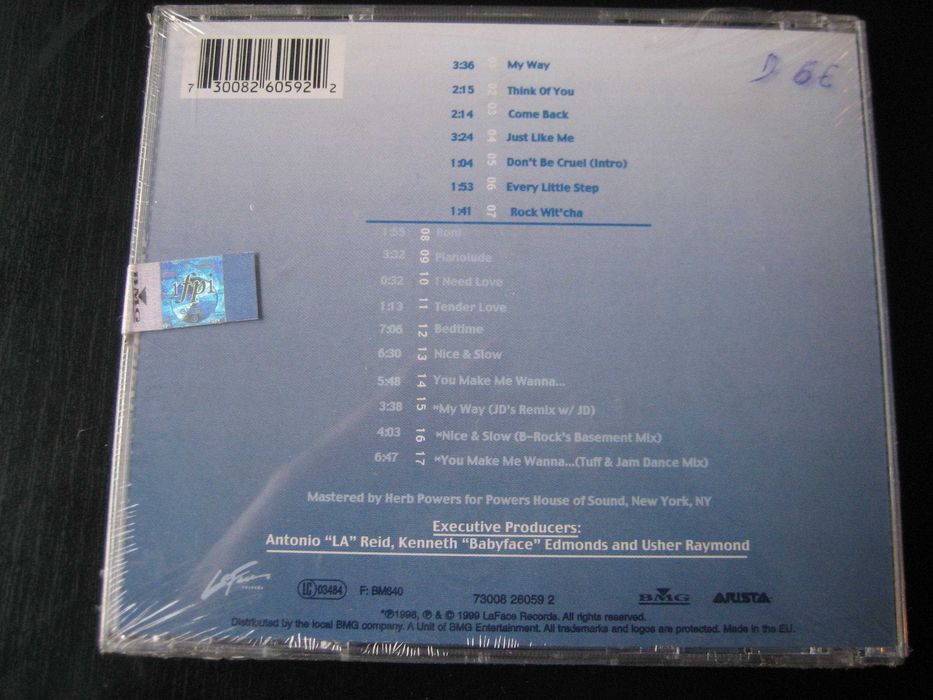 7 30082 60592 2
D 6€
3:36 01 My Way
2:15 02 Think Of You
2:14 03 Come Back
3:24 04 Just Like Me
1:04 05 Don't Be Cruel (Intro)
1:53 06 Every Little Step
1:41 07 Rock Wit'cha
1:55 08 Roni
3:32 09 Pianolude
0:32 10 I Need Love
1:13 11 Tender Love
7:06 12 Bedtime
6:30 13 Nice & Slow
5:48 14 You Make Me Wanna...
3:38 15 *My Way (JD's Remix w/ JD)
4:03 16 *Nice & Slow (B-Rock's Basement Mix)
6:47 17 *You Make Me Wanna...(Tuff & Jam Dance Mix)
BMG
ifpi
Mastered by Herb Powers for Powers House of Sound, New York, NY
Executive Producers:
Antonio "LA" Reid, Kenneth "Babyface" Edmonds and Usher Raymond
LaFace RECORDS
LC 03484 F: BM640 73008 26059 2 BMG ARISTA
*℗1998, ℗ & © 1999 LaFace Records. All rights reserved.
Distributed by the local BMG company. A Unit of BMG Entertainment. All trademarks and logos are protected. Made in the EU.